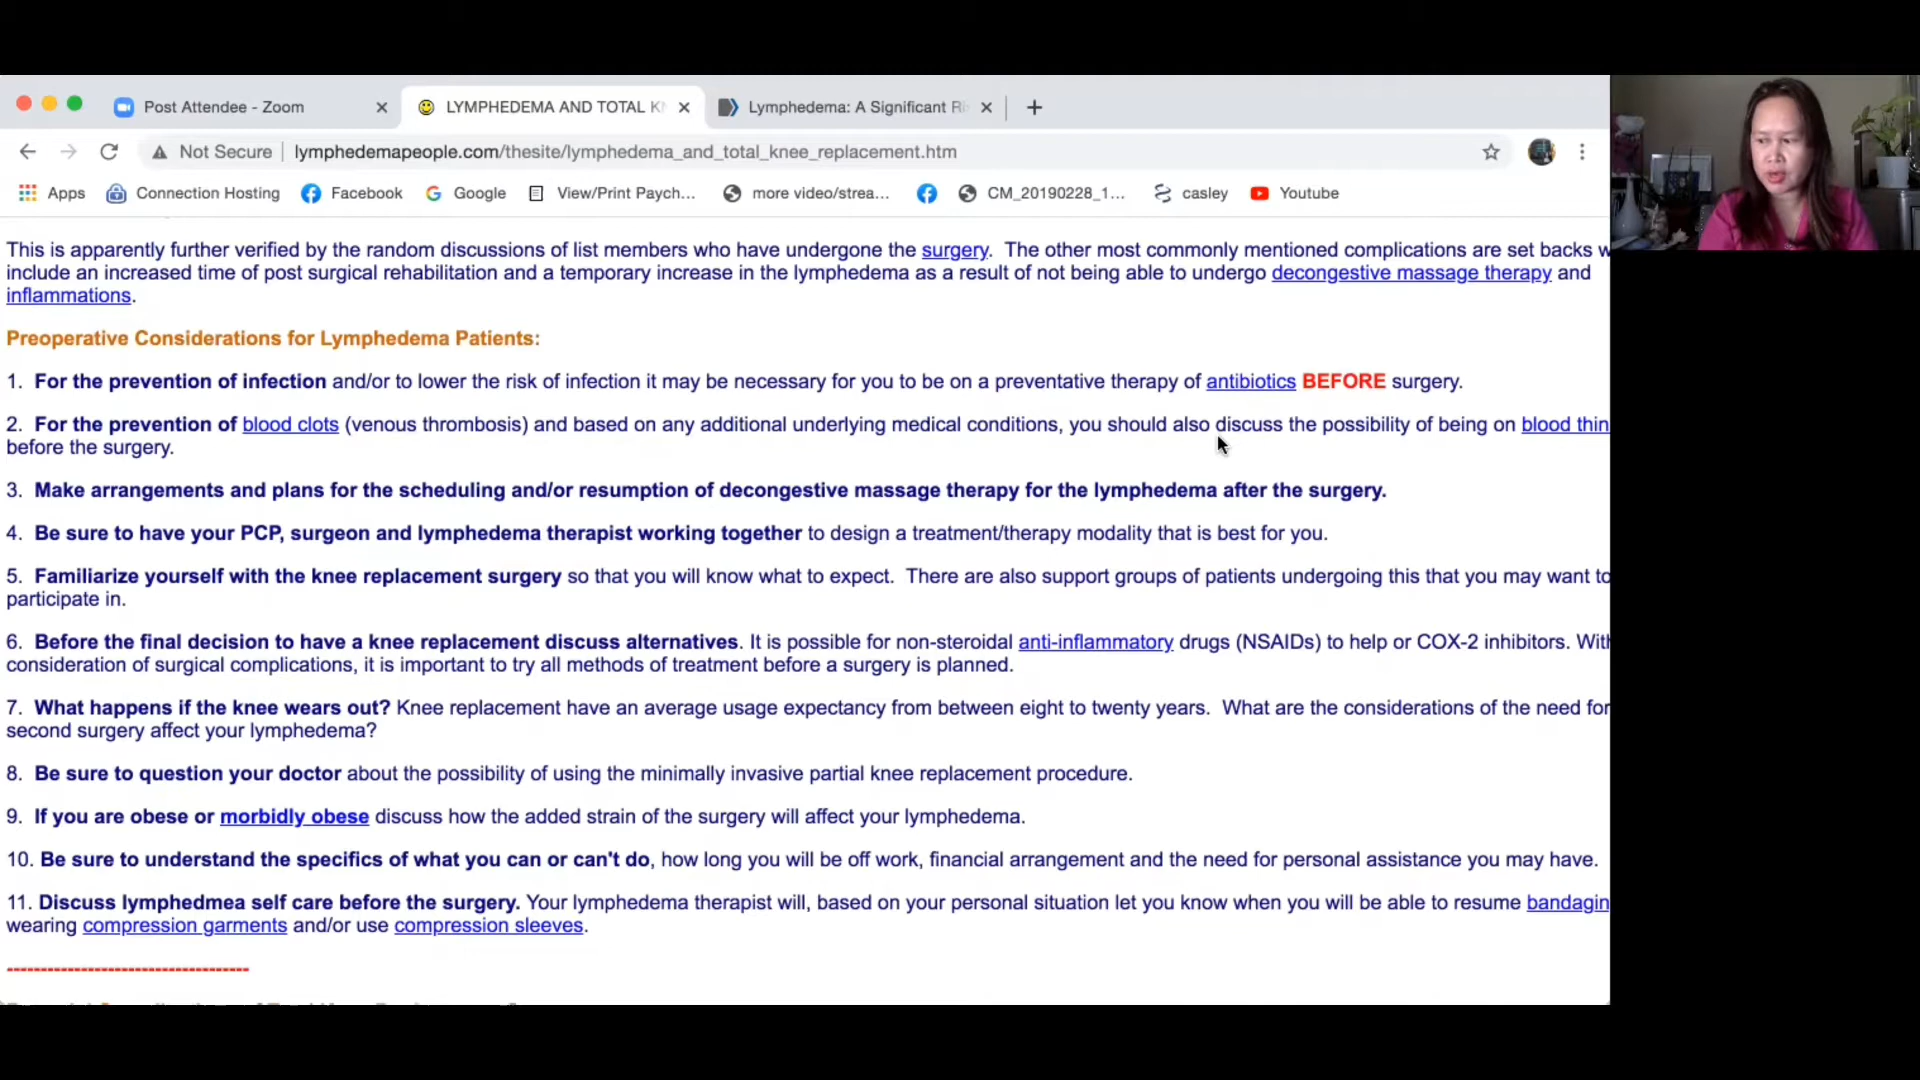 Post Attendee - Zoom
LYMPHEDEMA AND TOTAL K
Lymphedema: A Significant Ri
Not Secure
lymphedemapeople.com/thesite/lymphedema_and_total_knee_replacement.htm
Apps
Connection Hosting
Facebook
Google
View/Print Paych...
more video/strea...
CM_20190228_1...
casley
Youtube
This is apparently further verified by the random discussions of list members who have undergone the surgery. The other most commonly mentioned complications are set backs w
include an increased time of post surgical rehabilitation and a temporary increase in the lymphedema as a result of not being able to undergo decongestive massage therapy and
inflammations.
Preoperative Considerations for Lymphedema Patients:
1. For the prevention of infection and/or to lower the risk of infection it may be necessary for you to be on a preventative therapy of antibiotics BEFORE surgery.
2. For the prevention of blood clots (venous thrombosis) and based on any additional underlying medical conditions, you should also discuss the possibility of being on blood thin
before the surgery.
3. Make arrangements and plans for the scheduling and/or resumption of decongestive massage therapy for the lymphedema after the surgery.
4. Be sure to have your PCP, surgeon and lymphedema therapist working together to design a treatment/therapy modality that is best for you.
5. Familiarize yourself with the knee replacement surgery so that you will know what to expect. There are also support groups of patients undergoing this that you may want to
participate in.
6. Before the final decision to have a knee replacement discuss alternatives. It is possible for non-steroidal anti-inflammatory drugs (NSAIDs) to help or COX-2 inhibitors. With
consideration of surgical complications, it is important to try all methods of treatment before a surgery is planned.
7. What happens if the knee wears out? Knee replacement have an average usage expectancy from between eight to twenty years. What are the considerations of the need for
second surgery affect your lymphedema?
8. Be sure to question your doctor about the possibility of using the minimally invasive partial knee replacement procedure.
9. If you are obese or morbidly obese discuss how the added strain of the surgery will affect your lymphedema.
10. Be sure to understand the specifics of what you can or can't do, how long you will be off work, financial arrangement and the need for personal assistance you may have.
11. Discuss lymphedmea self care before the surgery. Your lymphedema therapist will, based on your personal situation let you know when you will be able to resume bandagin
wearing compression garments and/or use compression sleeves.
-----------------------------------